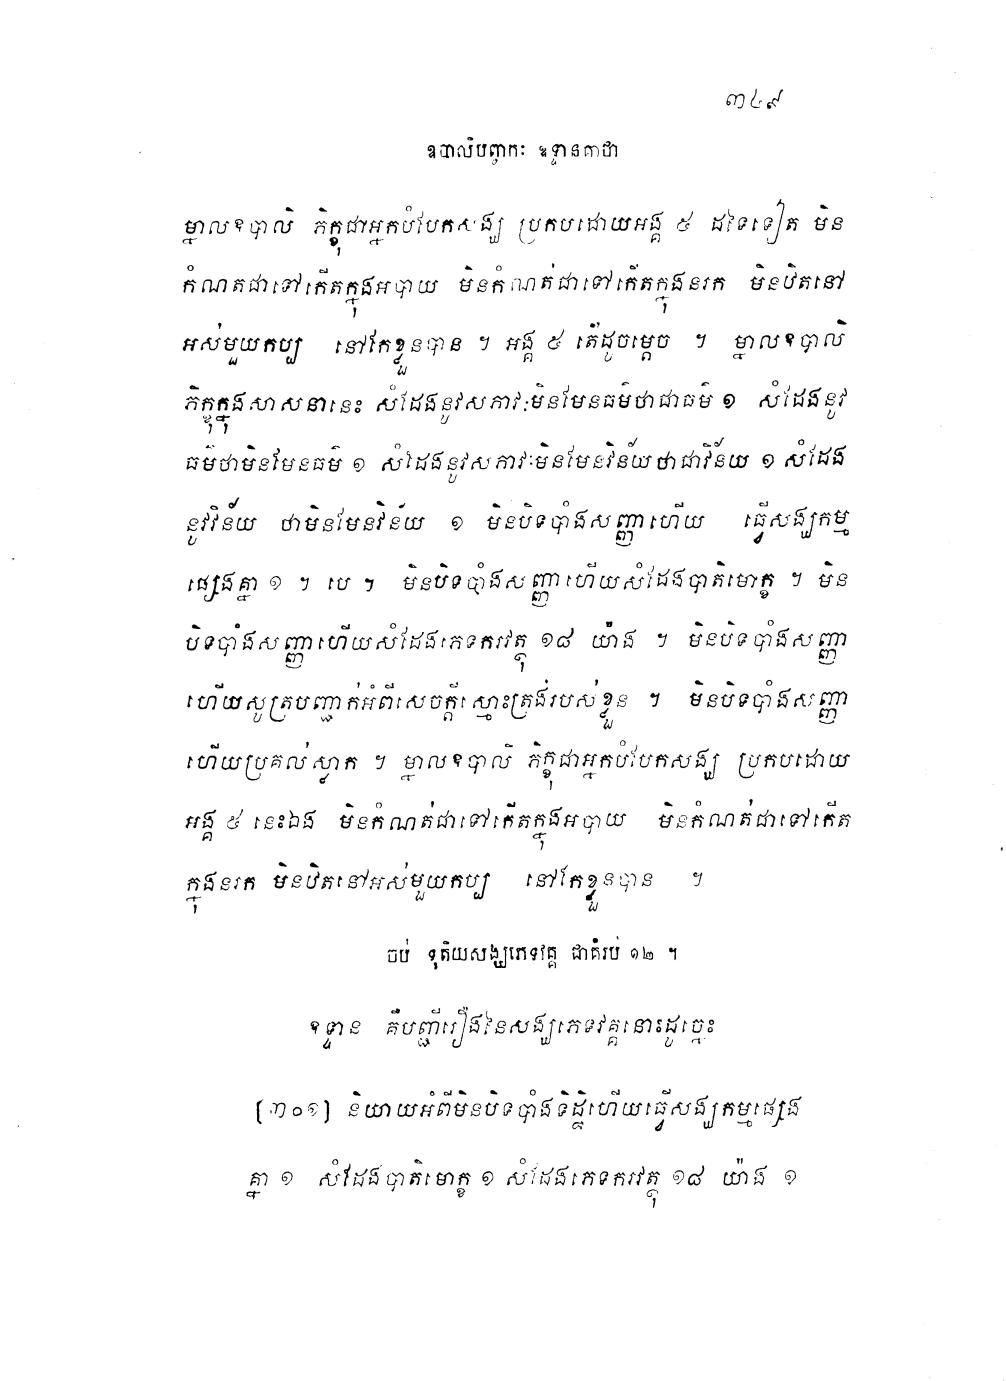 ៣៤៩
ឧបាលិបញ្ចកៈ ឧទ្ទានគាថា
ម្នាលឧបាលិ ភិក្ខុជាអ្នកបំបែកសង្ឃ ប្រកបដោយអង្គ ៥ ដទៃទៀត មិន
កំណតជាទៅកើតក្នុងអបាយ មិនកំណត់ជាទៅកើតក្នុងនរក មិនឋិតនៅ
អស់មួយកប្ប នៅកែខ្លួនបាន ។ អង្គ ៥ តើដូចម្តេច ។ ម្នាលឧបាលិ
ភិក្ខុក្នុងសាសនានេះ សំដែងនូវសភាវៈមិនមែនធម៌ថាជាធម៌ ១ សំដែងនូវ
ធម៌ថាមិនមែនធម៌ ១ សំដែងនូវសភាវៈមិនមែនវិន័យថាជាវិន័យ ១ សំដែង
នូវវិន័យ ថាមិនមែនវិន័យ ១ មិនបិទបាំងសញ្ញាហើយ ធ្វើសង្ឃកម្ម
ផ្សេងគ្នា ១ ។ បេ ។ មិនបិទបាំងសញ្ញាហើយសំដែងបាតិមោក្ខ ។ មិន
បិទបាំងសញ្ញាហើយសំដែងភេទករវត្ថុ ១៨ យ៉ាង ។ មិនបិទបាំងសញ្ញា
ហើយសូត្របញ្ជាក់អំពីសេចក្តីស្មោះត្រង់របស់ខ្លួន ។ មិនបិទបាំងសញ្ញា
ហើយប្រគល់ស្លាក ។ ម្នាលឧបាលិ ភិក្ខុជាអ្នកបំបែកសង្ឃ ប្រកបដោយ
អង្គ ៥ នេះឯង មិនកំណត់ជាទៅកើតក្នុងអបាយ មិនកំណត់ជាទៅកើត
ក្នុងនរក មិនឋិតនៅអស់មួយកប្ប នៅកែខ្លួនបាន ។
ចប់ ទុតិយសង្ឃភេទវគ្គ ជាគំរប់ ១២ ។
ឧទ្ទាន គឺបញ្ជីរឿងនៃសង្ឃភេទវគ្គនោះដូច្នេះ
[៣០១] និយាយអំពីមិនបិទបាំងទិដ្ឋិហើយធ្វើសង្ឃកម្មផ្សេង
គ្នា ១ សំដែងបាតិមោក្ខ ១ សំដែងភេទករវត្ថុ ១៨ យ៉ាង ១